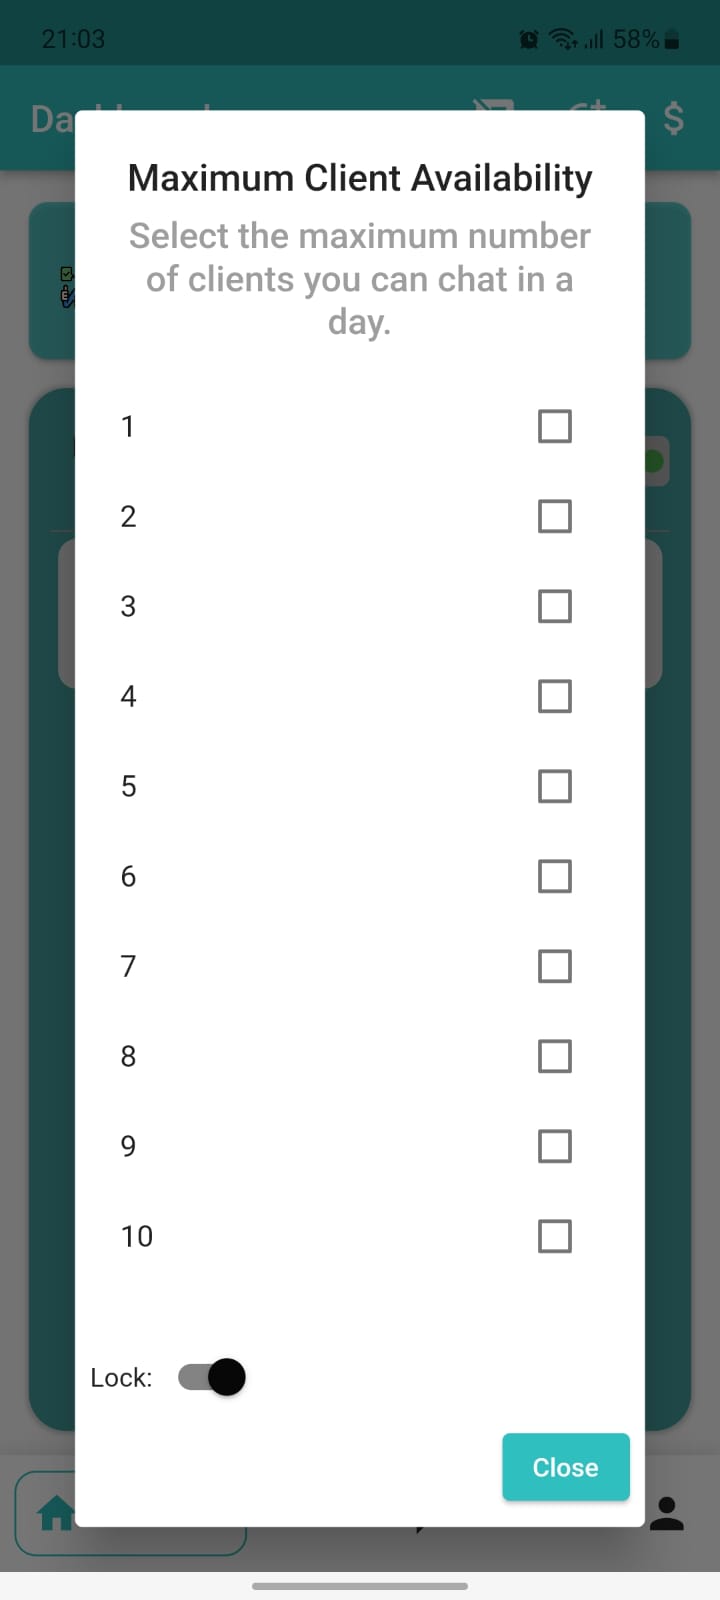 21:03
58%
Da
$
Maximum Client Availability
Select the maximum number
of clients you can chat in a
day.
1
2
3
4
5
6
7
8
9
10
Lock:
Close